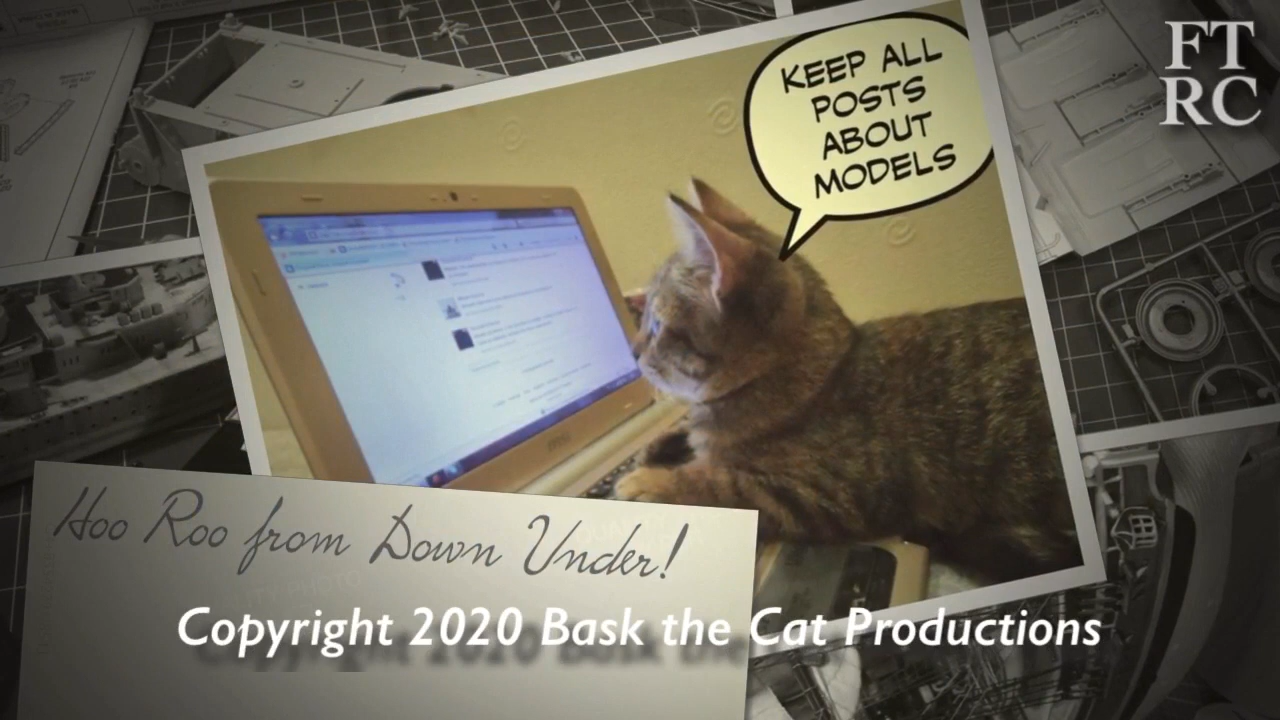 FT
RC
KEEP ALL
POSTS
ABOUT
MODELS
Hoo Roo from Down Under!
Copyright 2020 Bask the Cat Productions